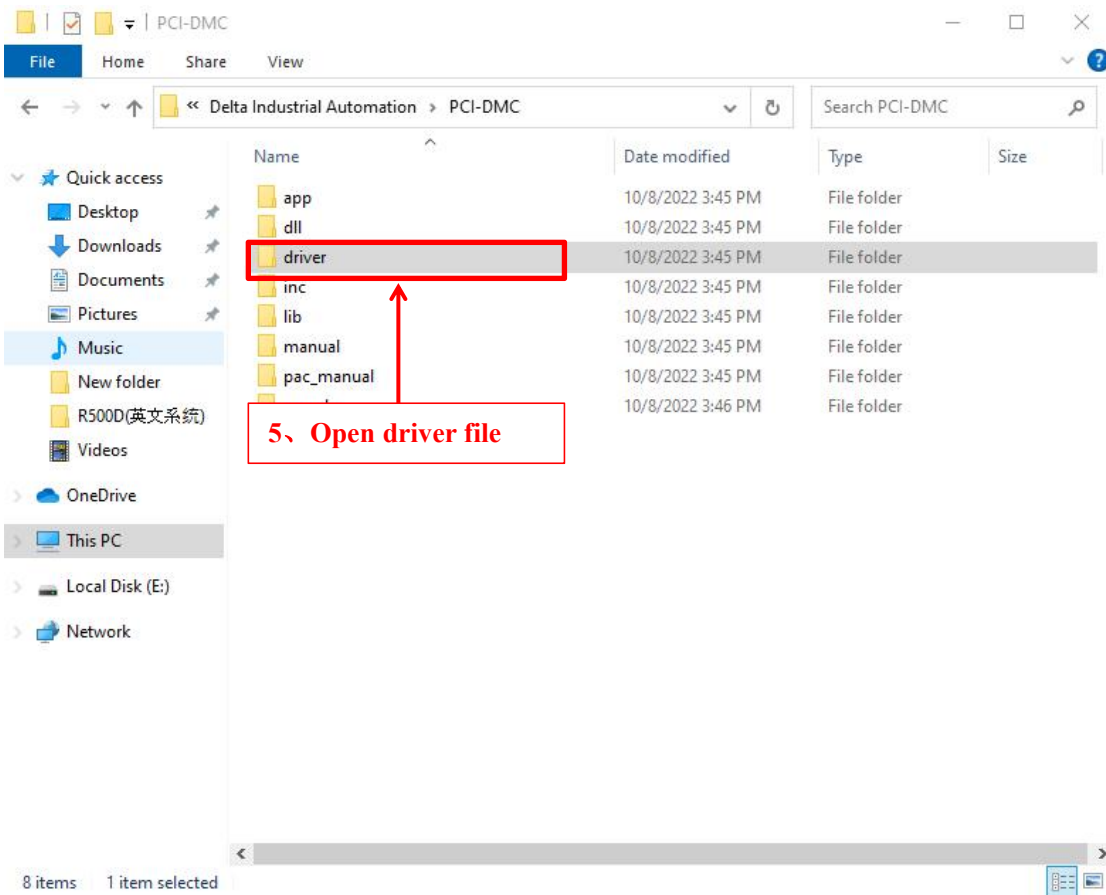 PCI-DMC
File Home Share View
« Delta Industrial Automation › PCI-DMC Search PCI-DMC
Name Date modified Type Size
Quick access
Desktop
Downloads
Documents
Pictures
Music
New folder
R500D(英文系统)
Videos
OneDrive
This PC
Local Disk (E:)
Network
app 10/8/2022 3:45 PM File folder
dll 10/8/2022 3:45 PM File folder
driver 10/8/2022 3:45 PM File folder
inc 10/8/2022 3:45 PM File folder
lib 10/8/2022 3:45 PM File folder
manual 10/8/2022 3:45 PM File folder
pac_manual 10/8/2022 3:45 PM File folder
10/8/2022 3:46 PM File folder
5、Open driver file
8 items 1 item selected